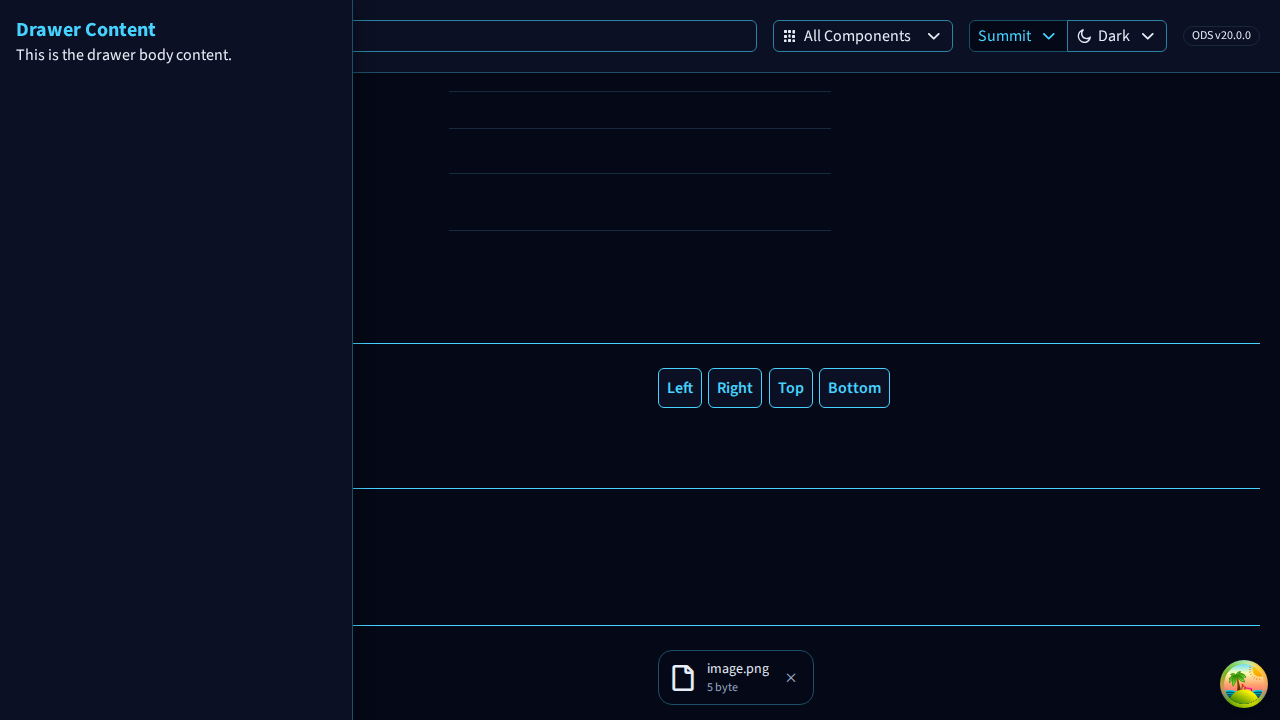 Drawer Content
This is the drawer body content.
All Components
Summit
Dark
ODS v20.0.0
Left
Right
Top
Bottom
image.png
5 byte